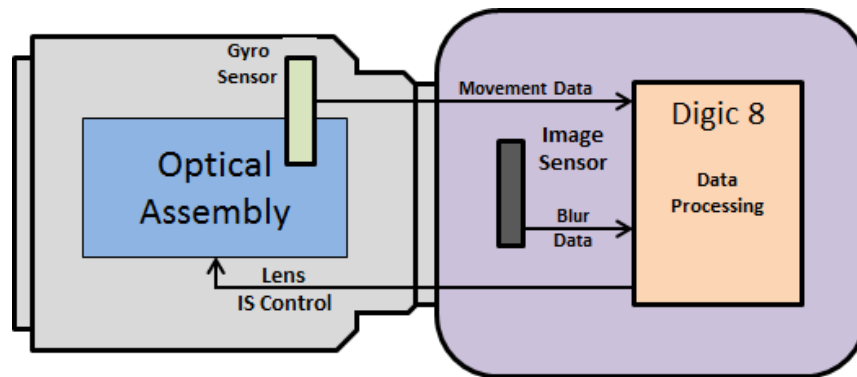 Gyro
Sensor
Optical
Assembly
Lens
IS Control
Movement Data
Image
Sensor
Blur
Data
Digic 8
Data
Processing